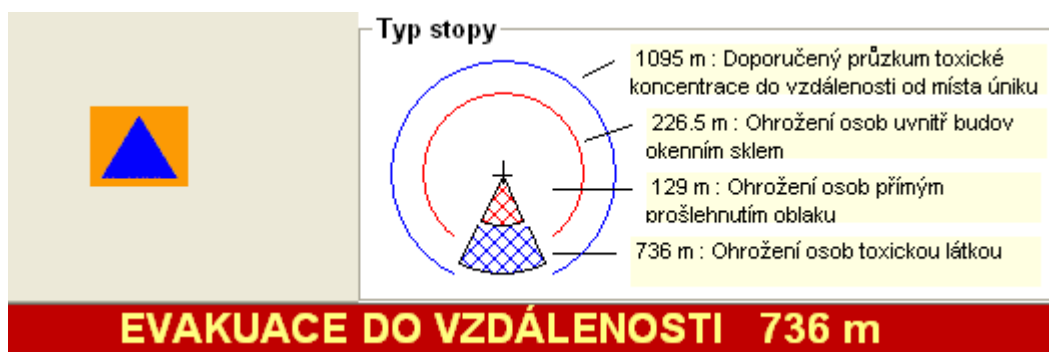 Typ stopy
1095 m : Doporučený průzkum toxické
koncentrace do vzdálenosti od místa úniku
226.5 m : Ohrožení osob uvnitř budov
okenním sklem
129 m : Ohrožení osob přímým
prošlehnutím oblaku
736 m : Ohrožení osob toxickou látkou
EVAKUACE DO VZDÁLENOSTI 736 m